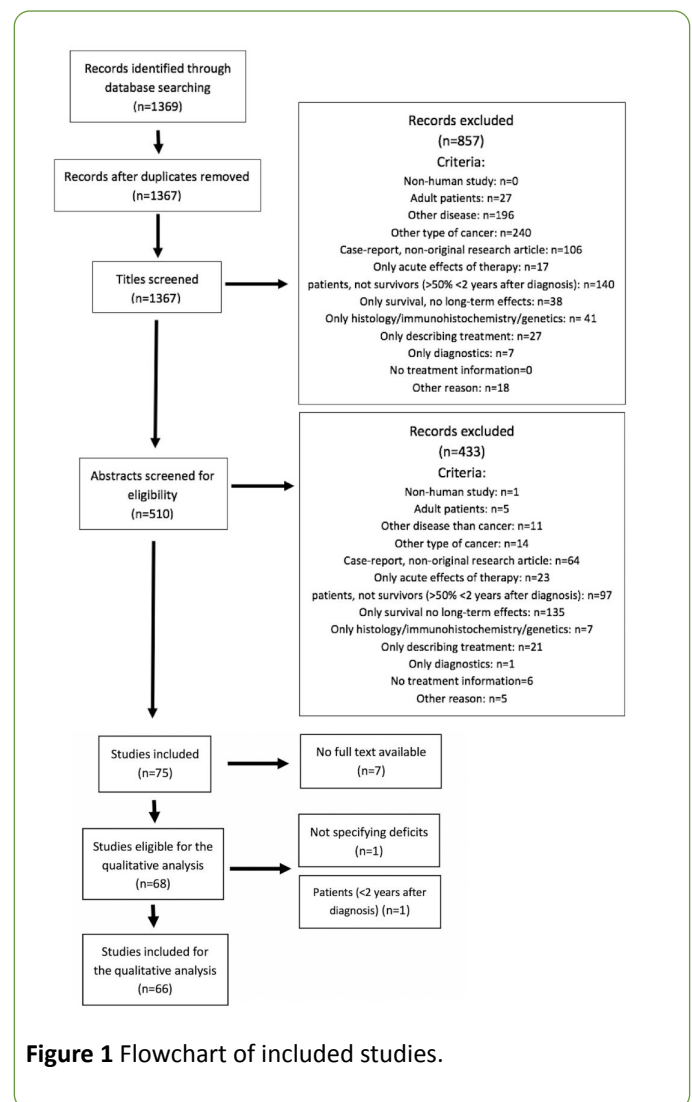 Records identified through
database searching
(n=1369)
Records after duplicates removed
(n=1367)
Titles screened
(n=1367)
Records excluded
(n=857)
Criteria:
Non-human study: n=0
Adult patients: n=27
Other disease: n=196
Other type of cancer: n=240
Case-report, non-original research article: n=106
Only acute effects of therapy: n=17
patients, not survivors (>50% <2 years after diagnosis): n=140
Only survival, no long-term effects: n=38
Only histology/immunohistochemistry/genetics: n= 41
Only describing treatment: n=27
Only diagnostics: n=7
No treatment information=0
Other reason: n=18
Abstracts screened for
eligibility
(n=510)
Records excluded
(n=433)
Criteria:
Non-human study: n=1
Adult patients: n=5
Other disease than cancer: n=11
Other type of cancer: n=14
Case-report, non-original research article: n=64
Only acute effects of therapy: n=23
patients, not survivors (>50% <2 years after diagnosis): n=97
Only survival no long-term effects: n=135
Only histology/immunohistochemistry/genetics: n=7
Only describing treatment: n=21
Only diagnostics: n=1
No treatment information=6
Other reason: n=5
Studies included
(n=75)
No full text available
(n=7)
Studies eligible for the
qualitative analysis
(n=68)
Not specifying deficits
(n=1)
Patients (<2 years after
diagnosis) (n=1)
Studies included for
the qualitative analysis
(n=66)
Figure 1 Flowchart of included studies.